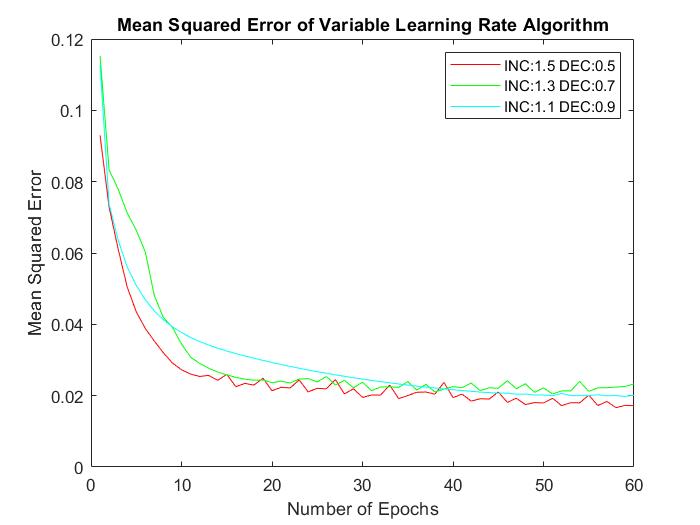 Mean Squared Error of Variable Learning Rate Algorithm
0.12
0.1
0.08
0.06
0.04
0.02
0
Mean Squared Error
INC:1.5 DEC:0.5
INC:1.3 DEC:0.7
INC:1.1 DEC:0.9
0 10 20 30 40 50 60
Number of Epochs